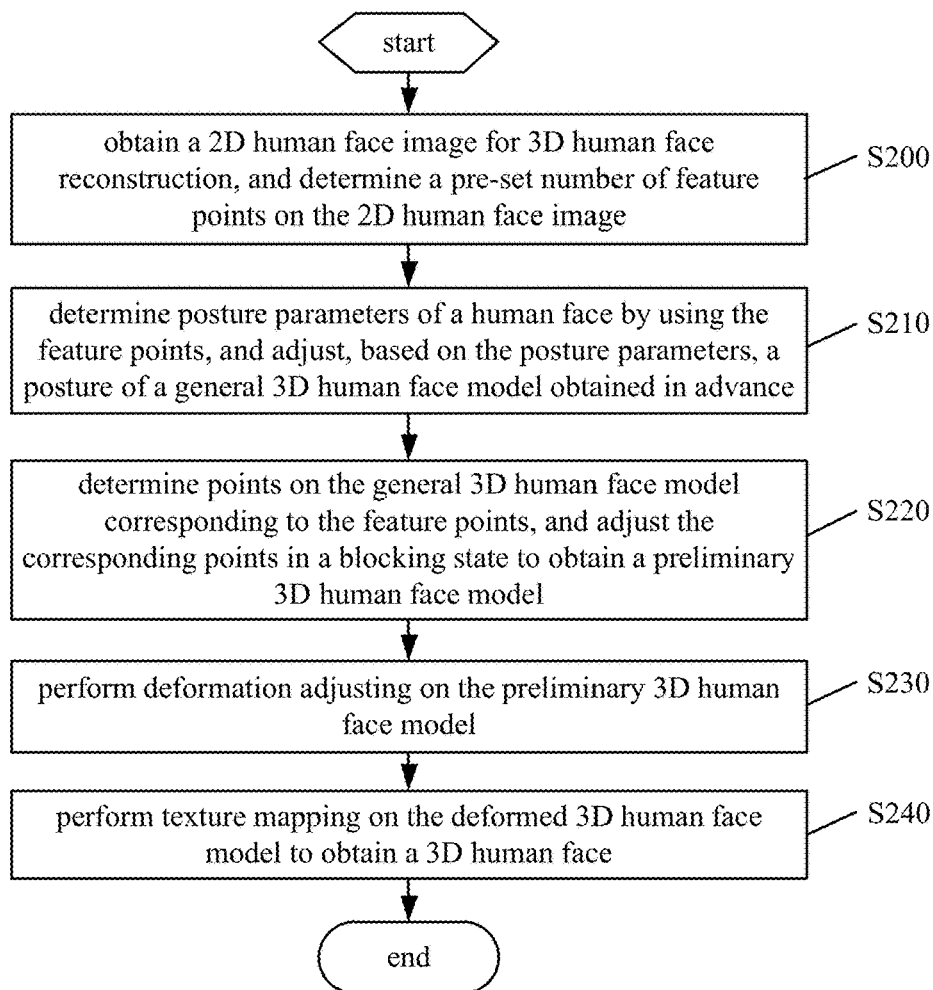 start
obtain a 2D human face image for 3D human face
reconstruction, and determine a pre-set number of feature
points on the 2D human face image
S200
determine posture parameters of a human face by using the
feature points, and adjust, based on the posture parameters, a
posture of a general 3D human face model obtained in advance
S210
determine points on the general 3D human face model
corresponding to the feature points, and adjust the
corresponding points in a blocking state to obtain a preliminary
3D human face model
S220
perform deformation adjusting on the preliminary 3D human
face model
S230
perform texture mapping on the deformed 3D human face
model to obtain a 3D human face
S240
end